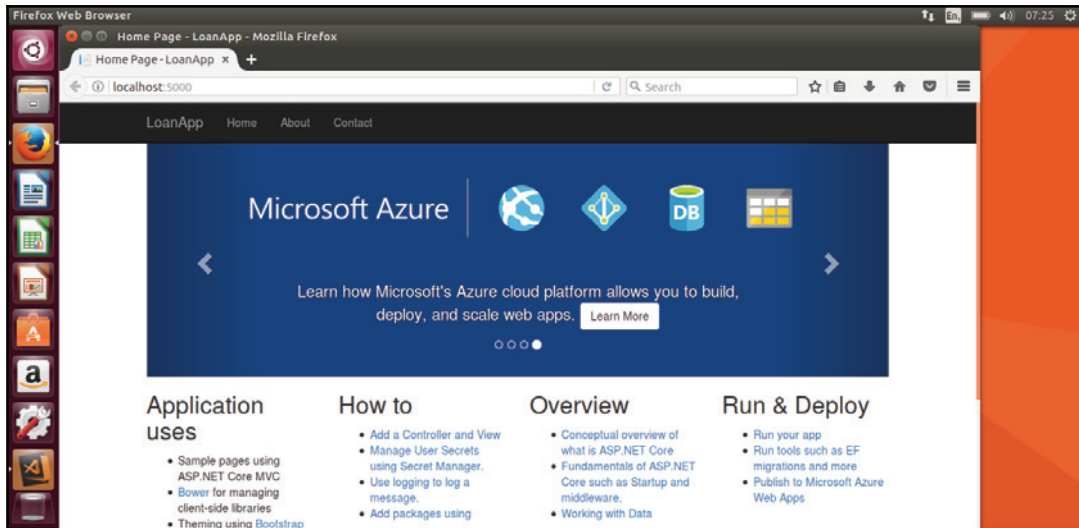 Firefox Web Browser
En
07:25
Home Page - LoanApp - Mozilla Firefox
Home Page - LoanApp × +
localhost:5000
Search
LoanApp Home About Contact
Microsoft Azure
DB
Learn how Microsoft's Azure cloud platform allows you to build,
deploy, and scale web apps. Learn More
Application
uses
Sample pages using
ASP.NET Core MVC
Bower for managing
client-side libraries
Theming using Bootstrap
How to
Add a Controller and View
Manage User Secrets
using Secret Manager.
Use logging to log a
message.
Add packages using
Overview
Conceptual overview of
what is ASP.NET Core
Fundamentals of ASP.NET
Core such as Startup and
middleware.
Working with Data
Run & Deploy
Run your app
Run tools such as EF
migrations and more
Publish to Microsoft Azure
Web Apps
A
a